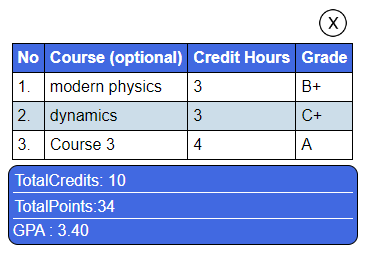 X
No Course (optional) Credit Hours Grade
1. modern physics 3 B+
2. dynamics 3 C+
3. Course 3 4 A
TotalCredits: 10
TotalPoints:34
GPA : 3.40